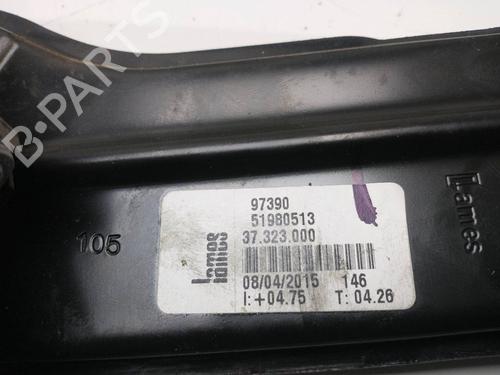 B-PARTS
105
Lames
97390
51980513
37.323.000
Lames
08/04/2015 146
I:+04.75 T: 04.26